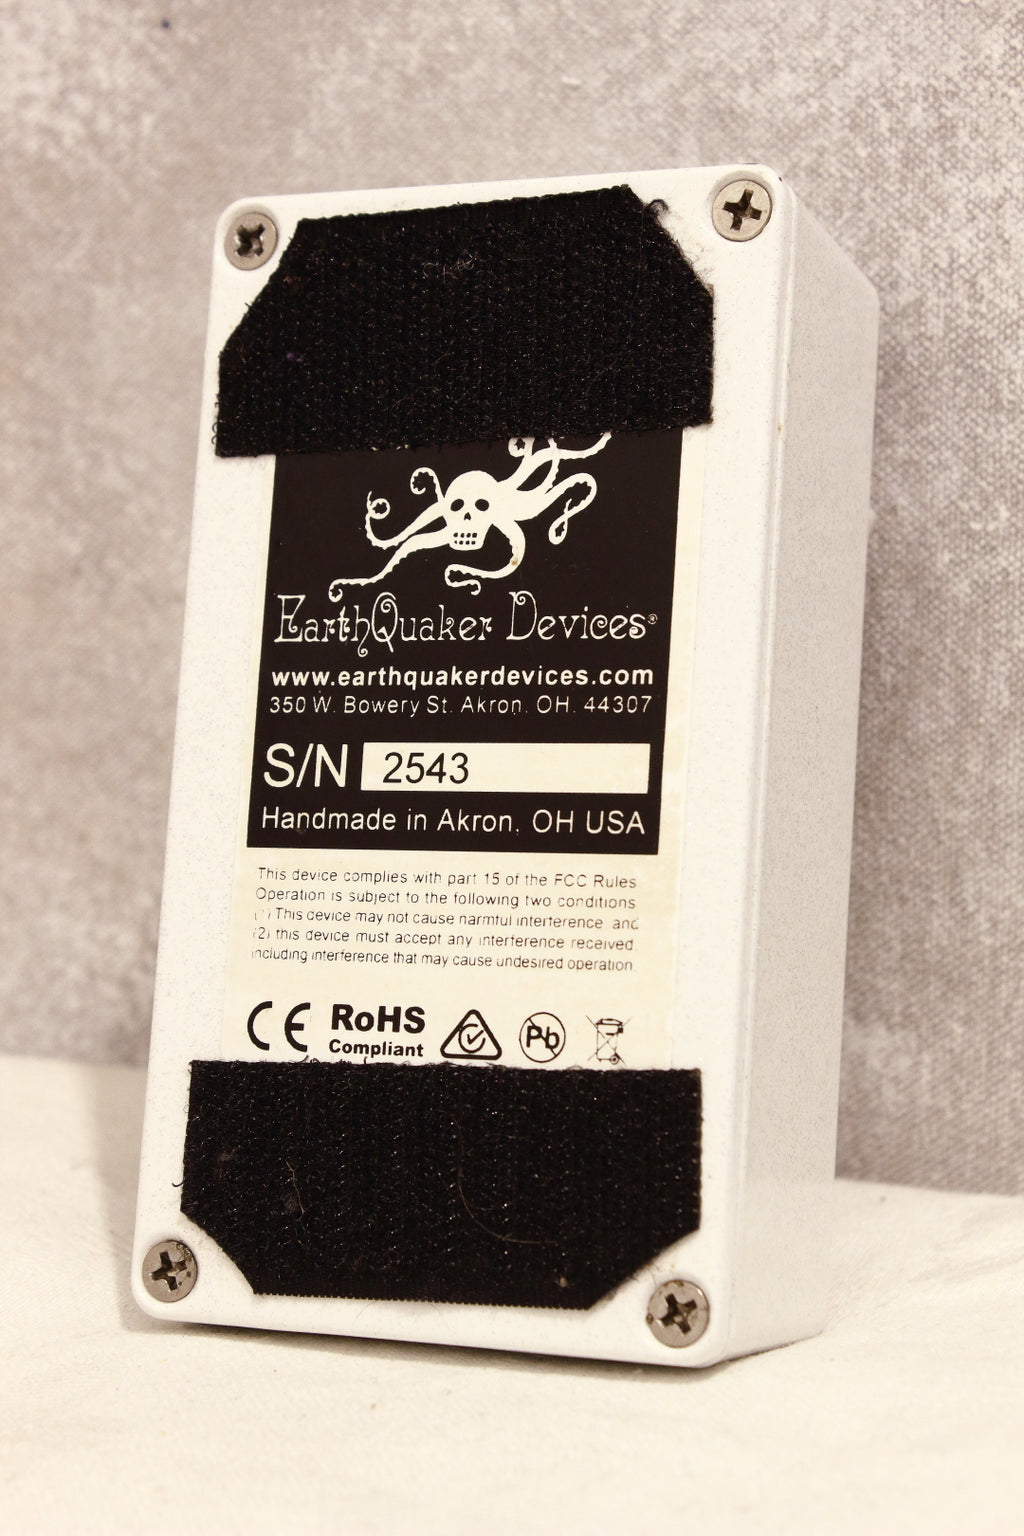 EarthQuaker Devices®
www.earthquakerdevices.com
350 W. Bowery St. Akron, OH, 44307
S/N 2543
Handmade in Akron, OH USA
This device complies with part 15 of the FCC Rules
Operation is subject to the following two conditions
(1) This device may not cause harmful interference, and
(2) this device must accept any interference received,
including interference that may cause undesired operation.
CE RoHS
Compliant
Pb